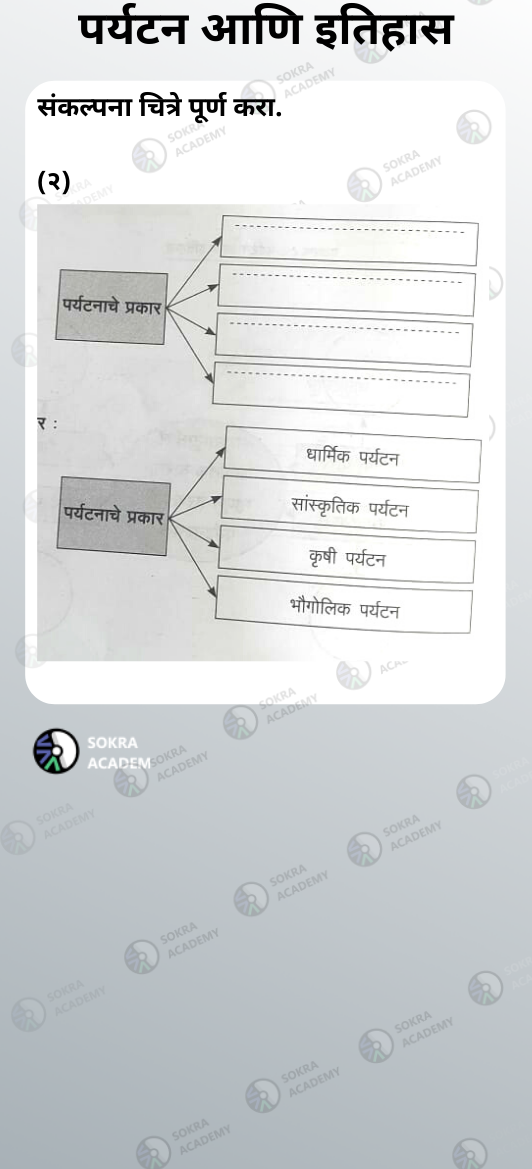 पर्यटन आणि इतिहास
संकल्पना चित्रे पूर्ण करा.
(२)
पर्यटनाचे प्रकार
र :
पर्यटनाचे प्रकार
धार्मिक पर्यटन
सांस्कृतिक पर्यटन
कृषी पर्यटन
भौगोलिक पर्यटन
SOKRA
ACADEM